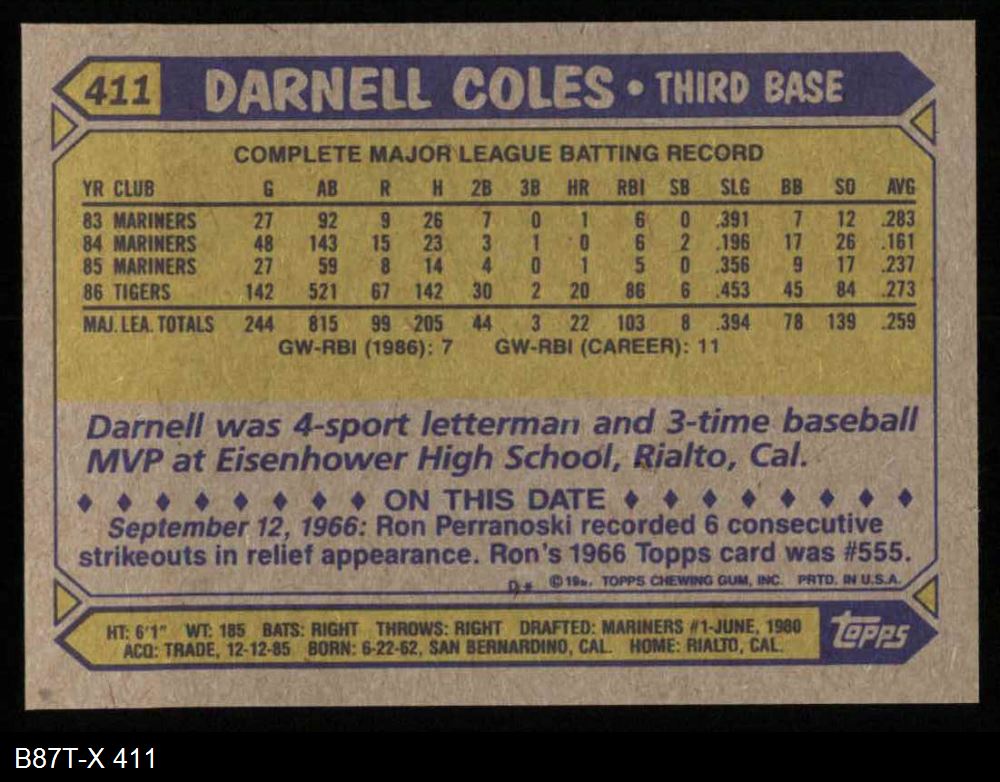 411 DARNELL COLES • THIRD BASE
COMPLETE MAJOR LEAGUE BATTING RECORD
YR CLUB G AB R H 2B 3B HR RBI SB SLG BB SO AVG
83 MARINERS 27 92 9 26 7 0 1 6 0 .391 7 12 .283
84 MARINERS 48 143 15 23 3 1 0 6 2 .196 17 26 .161
85 MARINERS 27 59 8 14 4 0 1 5 0 .356 9 17 .237
86 TIGERS 142 521 67 142 30 2 20 86 6 .453 45 84 .273
MAJ. LEA. TOTALS 244 815 99 205 44 3 22 103 8 .394 78 139 .259
GW-RBI (1986): 7 GW-RBI (CAREER): 11
Darnell was 4-sport letterman and 3-time baseball
MVP at Eisenhower High School, Rialto, Cal.
♦ ♦ ♦ ♦ ♦ ♦ ♦ ♦ ON THIS DATE ♦ ♦ ♦ ♦ ♦ ♦ ♦ ♦
September 12, 1966: Ron Perranoski recorded 6 consecutive
strikeouts in relief appearance. Ron's 1966 Topps card was #555.
D* © TOPPS CHEWING GUM, INC. PRTD. IN U.S.A.
HT: 6'1" WT: 185 BATS: RIGHT THROWS: RIGHT DRAFTED: MARINERS #1-JUNE, 1980
ACQ: TRADE, 12-12-85 BORN: 6-22-62, SAN BERNARDINO, CAL. HOME: RIALTO, CAL.
TOPPS
B87T-X 411